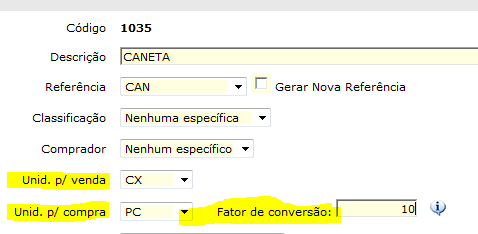 Código 1035
Descrição CANETA
Referência CAN Gerar Nova Referência
Classificação Nenhuma específica
Comprador Nenhum específico
Unid. p/ venda CX
Unid. p/ compra PC Fator de conversão: 10